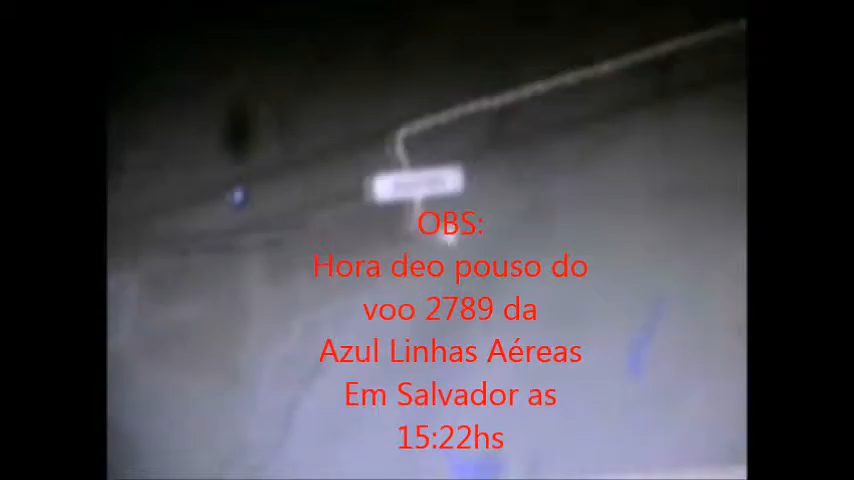 OBS:
Hora deo pouso do
voo 2789 da
Azul Linhas Aéreas
Em Salvador as
15:22hs